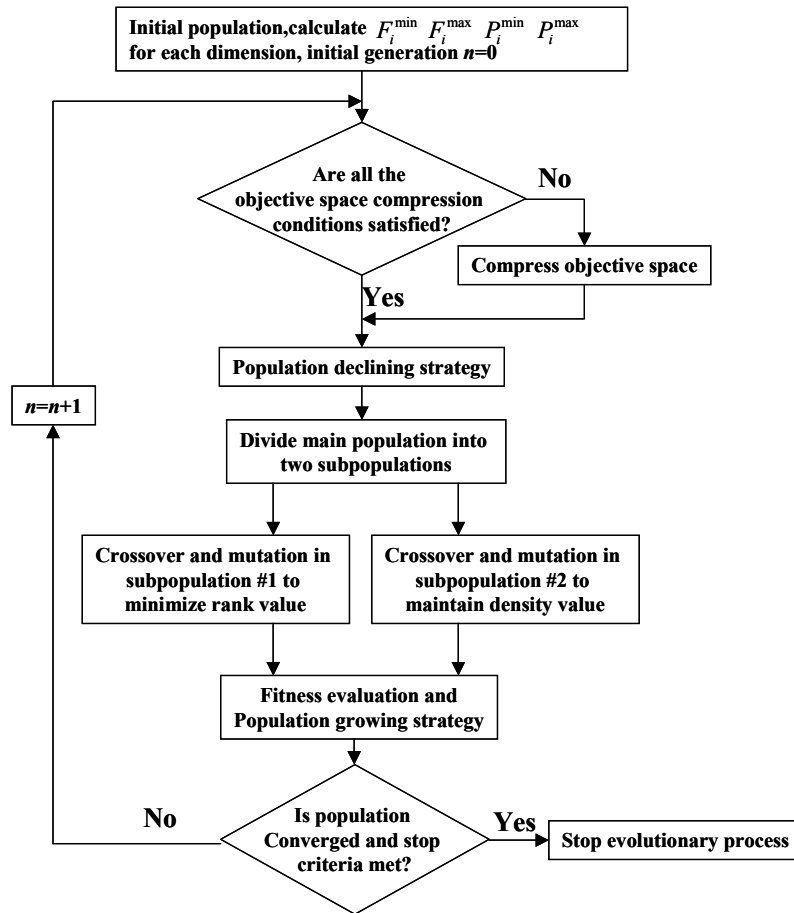 Initial population,calculate F_i^min F_i^max P_i^min P_i^max
for each dimension, initial generation n=0
Are all the
objective space compression
conditions satisfied?
No
Compress objective space
Yes
Population declining strategy
n=n+1
Divide main population into
two subpopulations
Crossover and mutation in
subpopulation #1 to
minimize rank value
Crossover and mutation in
subpopulation #2 to
maintain density value
Fitness evaluation and
Population growing strategy
Is population
Converged and stop
criteria met?
No
Yes
Stop evolutionary process